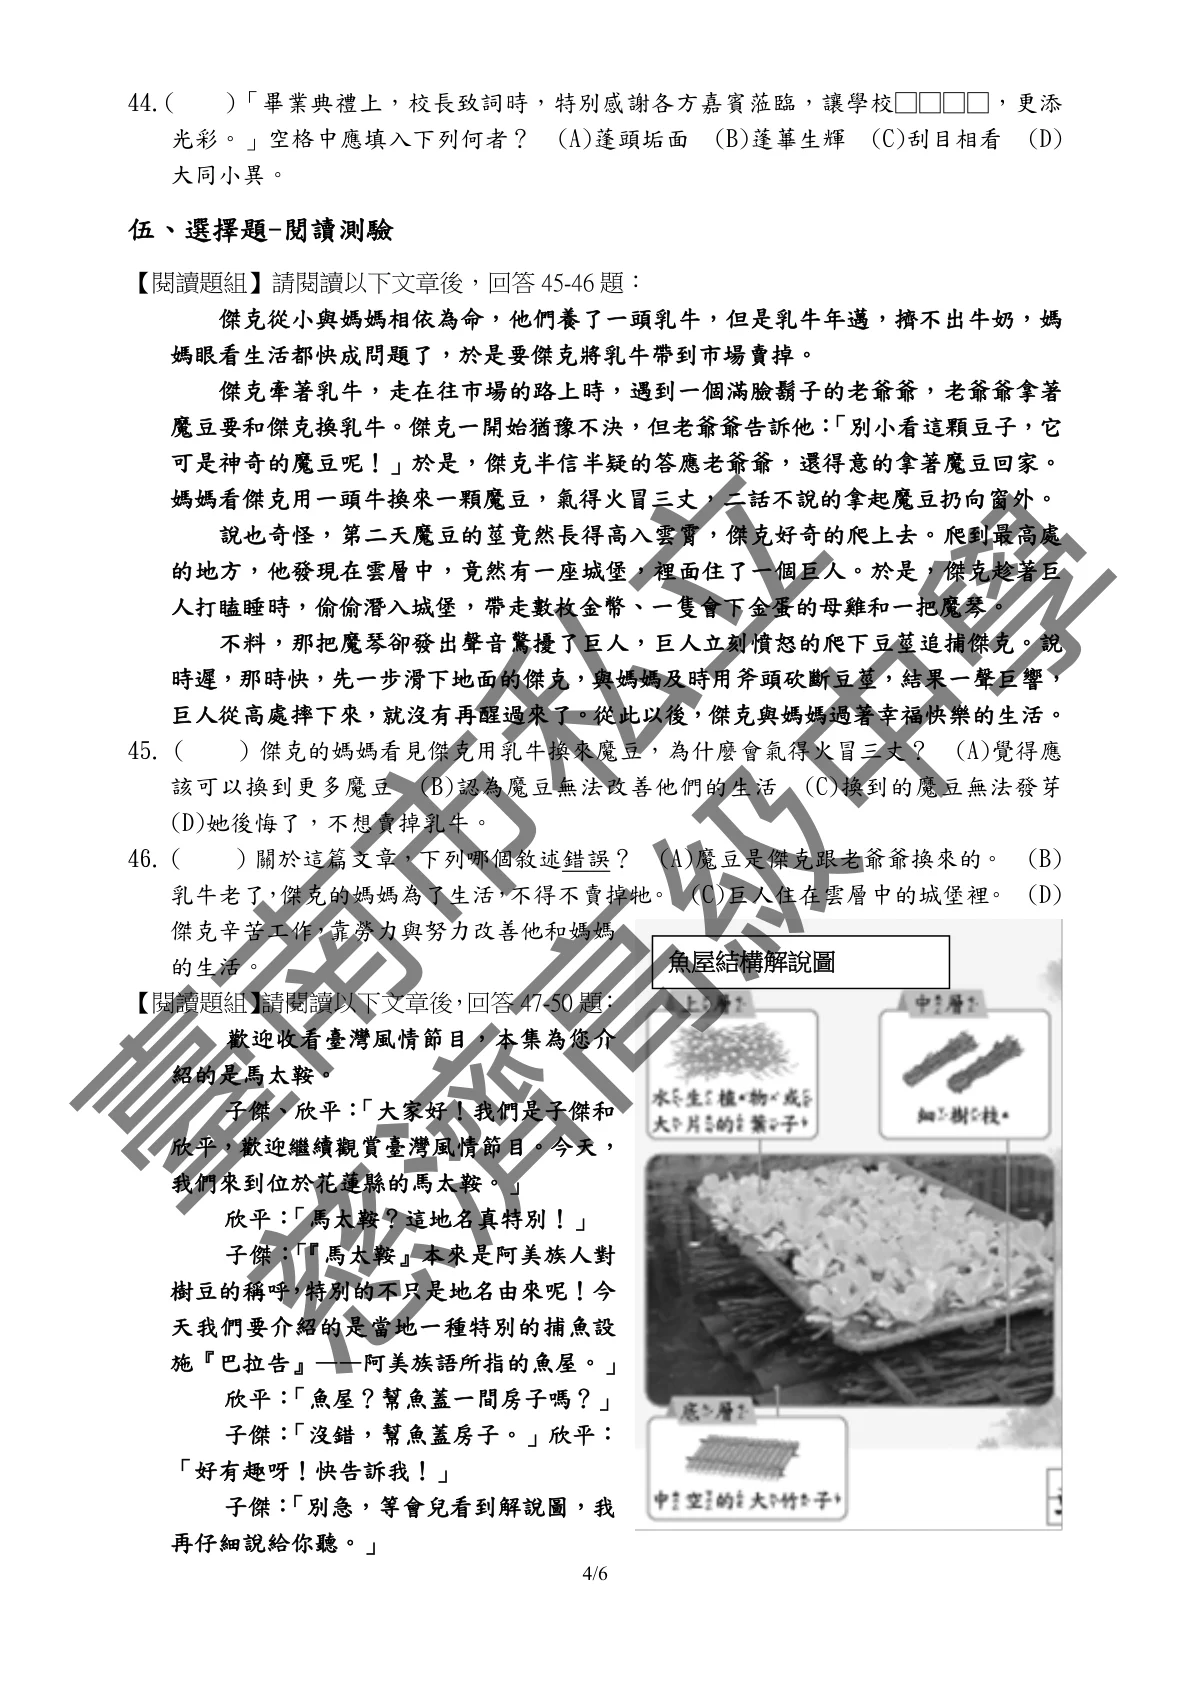 44.(　　)「畢業典禮上，校長致詞時，特別感謝各方嘉賓蒞臨，讓學校□□□□，更添
光彩。」空格中應填入下列何者？　(A)蓬頭垢面　(B)蓬蓽生輝　(C)刮目相看　(D)
大同小異。
伍、選擇題-閱讀測驗
【閱讀題組】請閱讀以下文章後，回答 45-46 題：
傑克從小與媽媽相依為命，他們養了一頭乳牛，但是乳牛年邁，擠不出牛奶，媽
媽眼看生活都快成問題了，於是要傑克將乳牛帶到市場賣掉。
傑克牽著乳牛，走在往市場的路上時，遇到一個滿臉鬍子的老爺爺，老爺爺拿著
魔豆要和傑克換乳牛。傑克一開始猶豫不決，但老爺爺告訴他：「別小看這顆豆子，它
可是神奇的魔豆呢！」於是，傑克半信半疑的答應老爺爺，還得意的拿著魔豆回家。
媽媽看傑克用一頭牛換來一顆魔豆，氣得火冒三丈，二話不說的拿起魔豆扔向窗外。
說也奇怪，第二天魔豆的莖竟然長得高入雲霄，傑克好奇的爬上去。爬到最高處
的地方，他發現在雲層中，竟然有一座城堡，裡面住了一個巨人。於是，傑克趁著巨
人打瞌睡時，偷偷潛入城堡，帶走數枚金幣、一隻會下金蛋的母雞和一把魔琴。
不料，那把魔琴卻發出聲音驚擾了巨人，巨人立刻憤怒的爬下豆莖追捕傑克。說
時遲，那時快，先一步滑下地面的傑克，與媽媽及時用斧頭砍斷豆莖，結果一聲巨響，
巨人從高處摔下來，就沒有再醒過來了。從此以後，傑克與媽媽過著幸福快樂的生活。
45. (　　) 傑克的媽媽看見傑克用乳牛換來魔豆，為什麼會氣得火冒三丈？　(A)覺得應
該可以換到更多魔豆　(B)認為魔豆無法改善他們的生活　(C)換到的魔豆無法發芽
(D)她後悔了，不想賣掉乳牛。
46. (　　) 關於這篇文章，下列哪個敘述錯誤？　(A)魔豆是傑克跟老爺爺換來的。　(B)
乳牛老了，傑克的媽媽為了生活，不得不賣掉牠。　(C)巨人住在雲層中的城堡裡。　(D)
傑克辛苦工作，靠勞力與努力改善他和媽媽
的生活。
【閱讀題組】請閱讀以下文章後，回答 47-50 題：
歡迎收看臺灣風情節目，本集為您介
紹的是馬太鞍。
子傑、欣平：「大家好！我們是子傑和
欣平，歡迎繼續觀賞臺灣風情節目。今天，
我們來到位於花蓮縣的馬太鞍。」
欣平：「馬太鞍？這地名真特別！」
子傑：「『馬太鞍』本來是阿美族人對
樹豆的稱呼，特別的不只是地名由來呢！今
天我們要介紹的是當地一種特別的捕魚設
施『巴拉告』——阿美族語所指的魚屋。」
欣平：「魚屋？幫魚蓋一間房子嗎？」
子傑：「沒錯，幫魚蓋房子。」欣平：
「好有趣呀！快告訴我！」
子傑：「別急，等會兒看到解說圖，我
再仔細說給你聽。」
魚屋結構解說圖
上層
水生植物或
大片的葉子
中層
細樹枝
底層
中空的大竹子
4/6
臺南市私立
慈濟高級中學